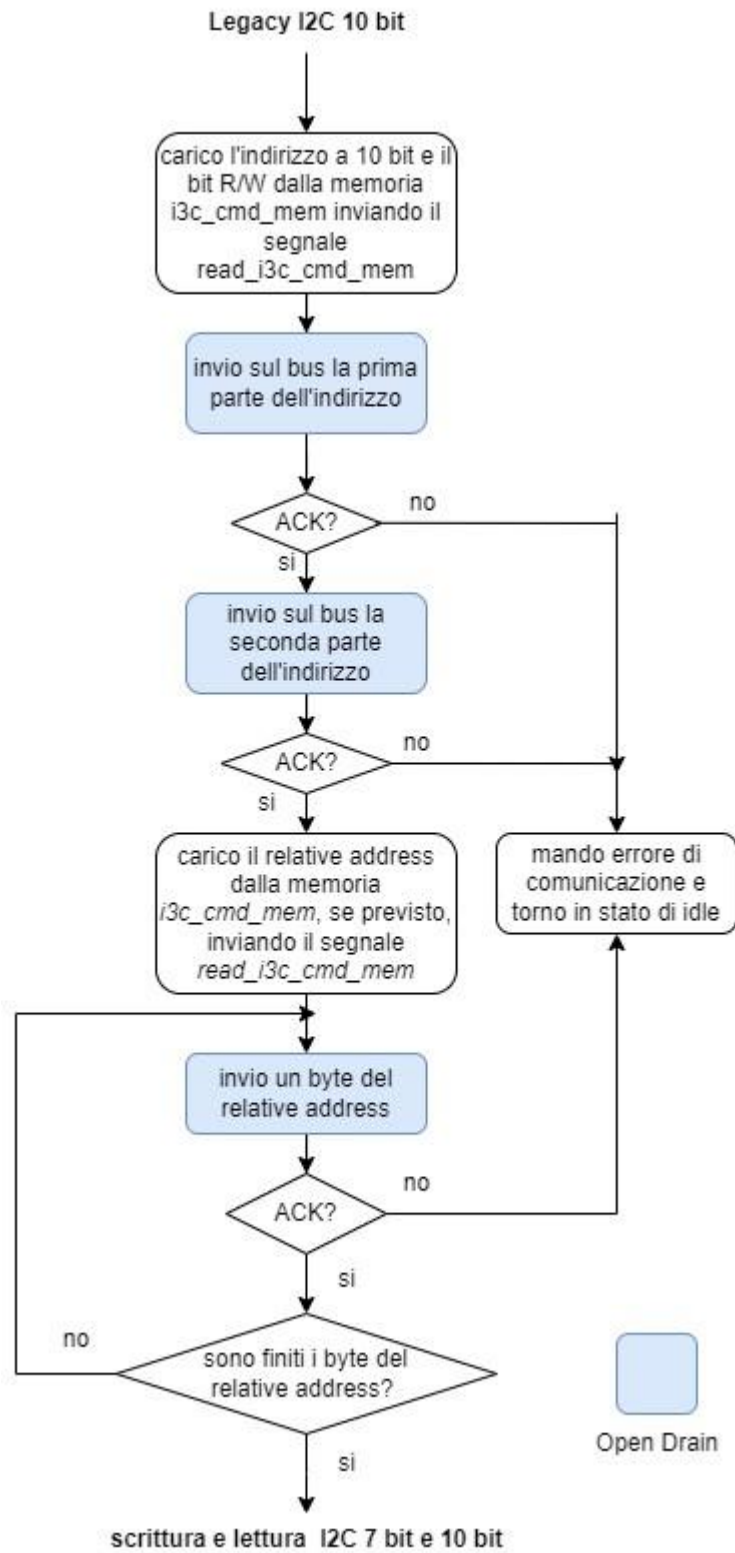 Legacy I2C 10 bit
carico l'indirizzo a 10 bit e il
bit R/W dalla memoria
i3c_cmd_mem inviando il
segnale
read_i3c_cmd_mem
invio sul bus la prima
parte dell'indirizzo
ACK?
no
si
invio sul bus la
seconda parte
dell'indirizzo
ACK?
no
si
carico il relative address
dalla memoria
i3c_cmd_mem, se previsto,
inviando il segnale
read_i3c_cmd_mem
mando errore di
comunicazione e
torno in stato di idle
invio un byte del
relative address
ACK?
no
si
no
sono finiti i byte del
relative address?
si
Open Drain
scrittura e lettura I2C 7 bit e 10 bit